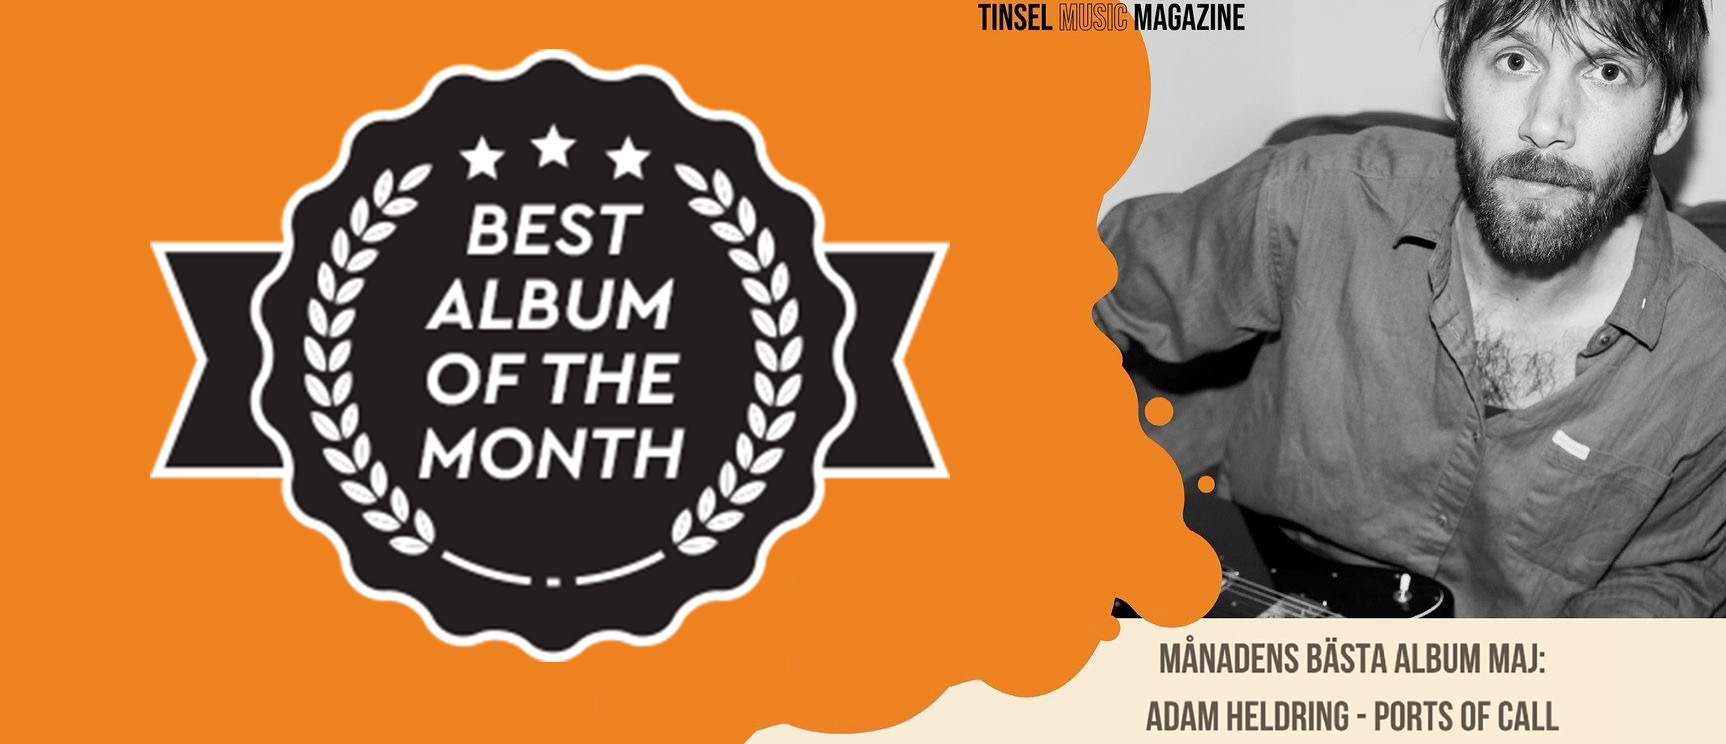 TINSEL MUSIC MAGAZINE
BEST
ALBUM
OF THE
MONTH
MÅNADENS BÄSTA ALBUM MAJ:
ADAM HELDRING - PORTS OF CALL